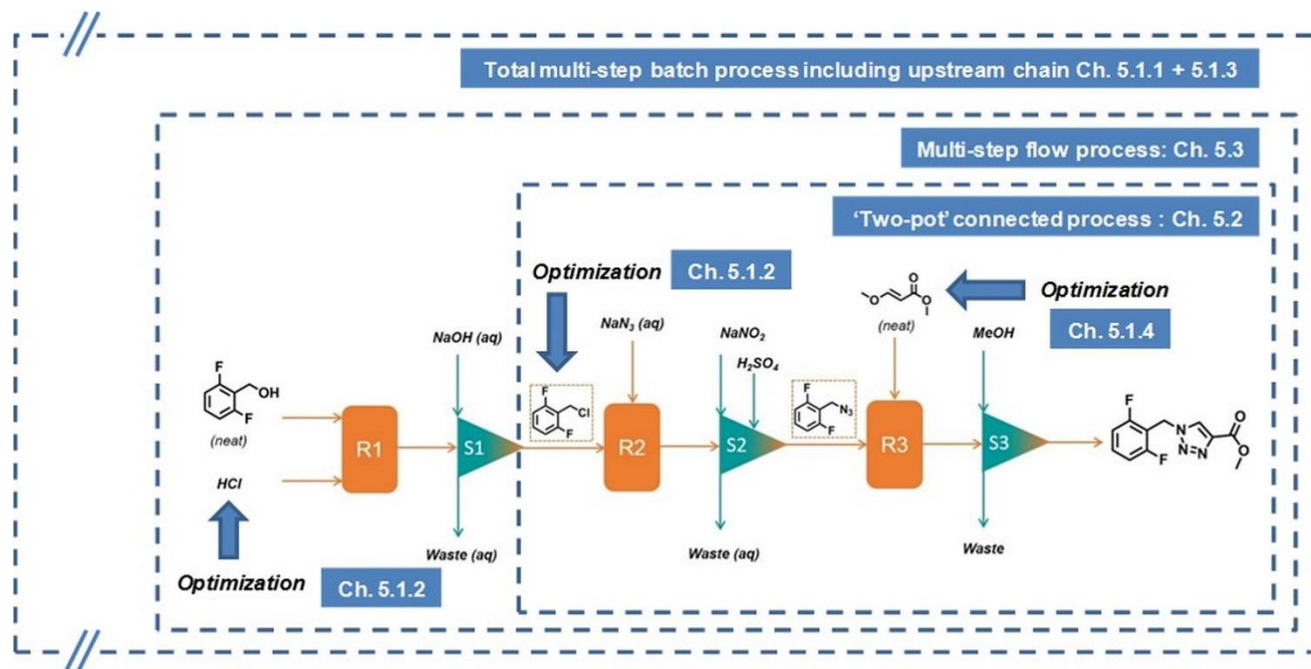 Total multi-step batch process including upstream chain Ch. 5.1.1 + 5.1.3
Multi-step flow process: Ch. 5.3
'Two-pot' connected process : Ch. 5.2
Optimization
Ch. 5.1.2
Optimization
Ch. 5.1.4
NaOH (aq)
NaN3 (aq)
NaNO2
H2SO4
(neat)
MeOH
F
OH
F
(neat)
HCl
R1
S1
F
Cl
F
R2
S2
F
N3
F
O
O
O
R3
S3
F
F
N
N=N
O
O
Waste (aq)
Waste (aq)
Waste
Optimization
Ch. 5.1.2